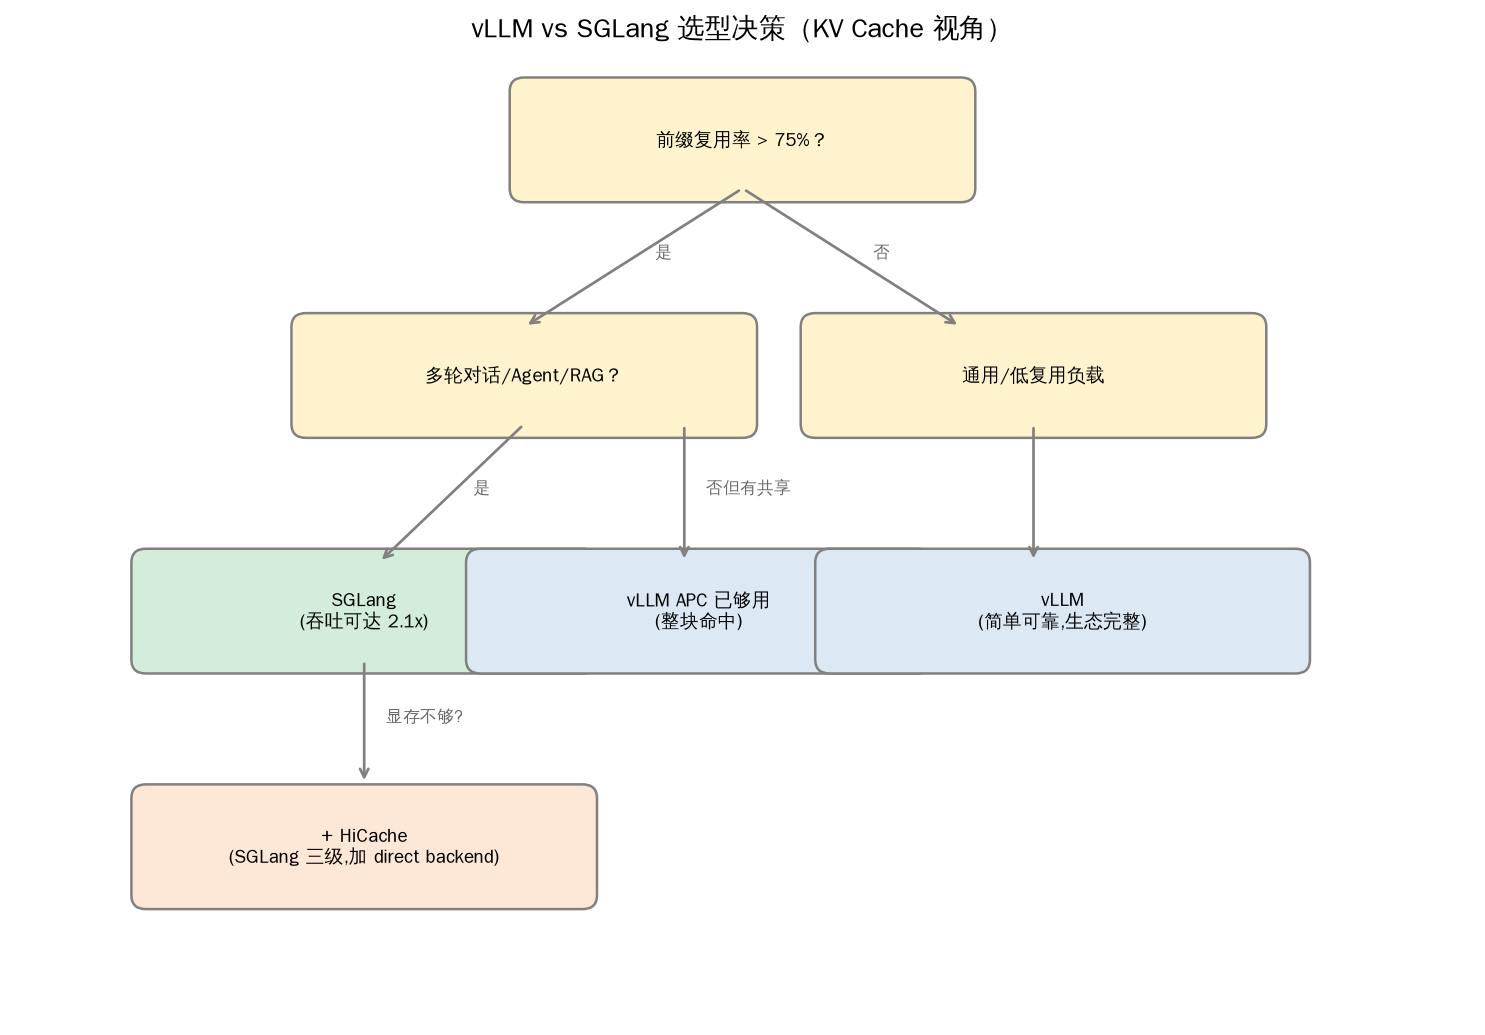 vLLM vs SGLang 选型决策（KV Cache 视角）
前缀复用率 > 75%？
是
否
多轮对话/Agent/RAG？
通用/低复用负载
是
否但有共享
SGLang
(吞吐可达 2.1x)
vLLM APC 已够用
(整块命中)
vLLM
(简单可靠,生态完整)
显存不够?
+ HiCache
(SGLang 三级,加 direct backend)